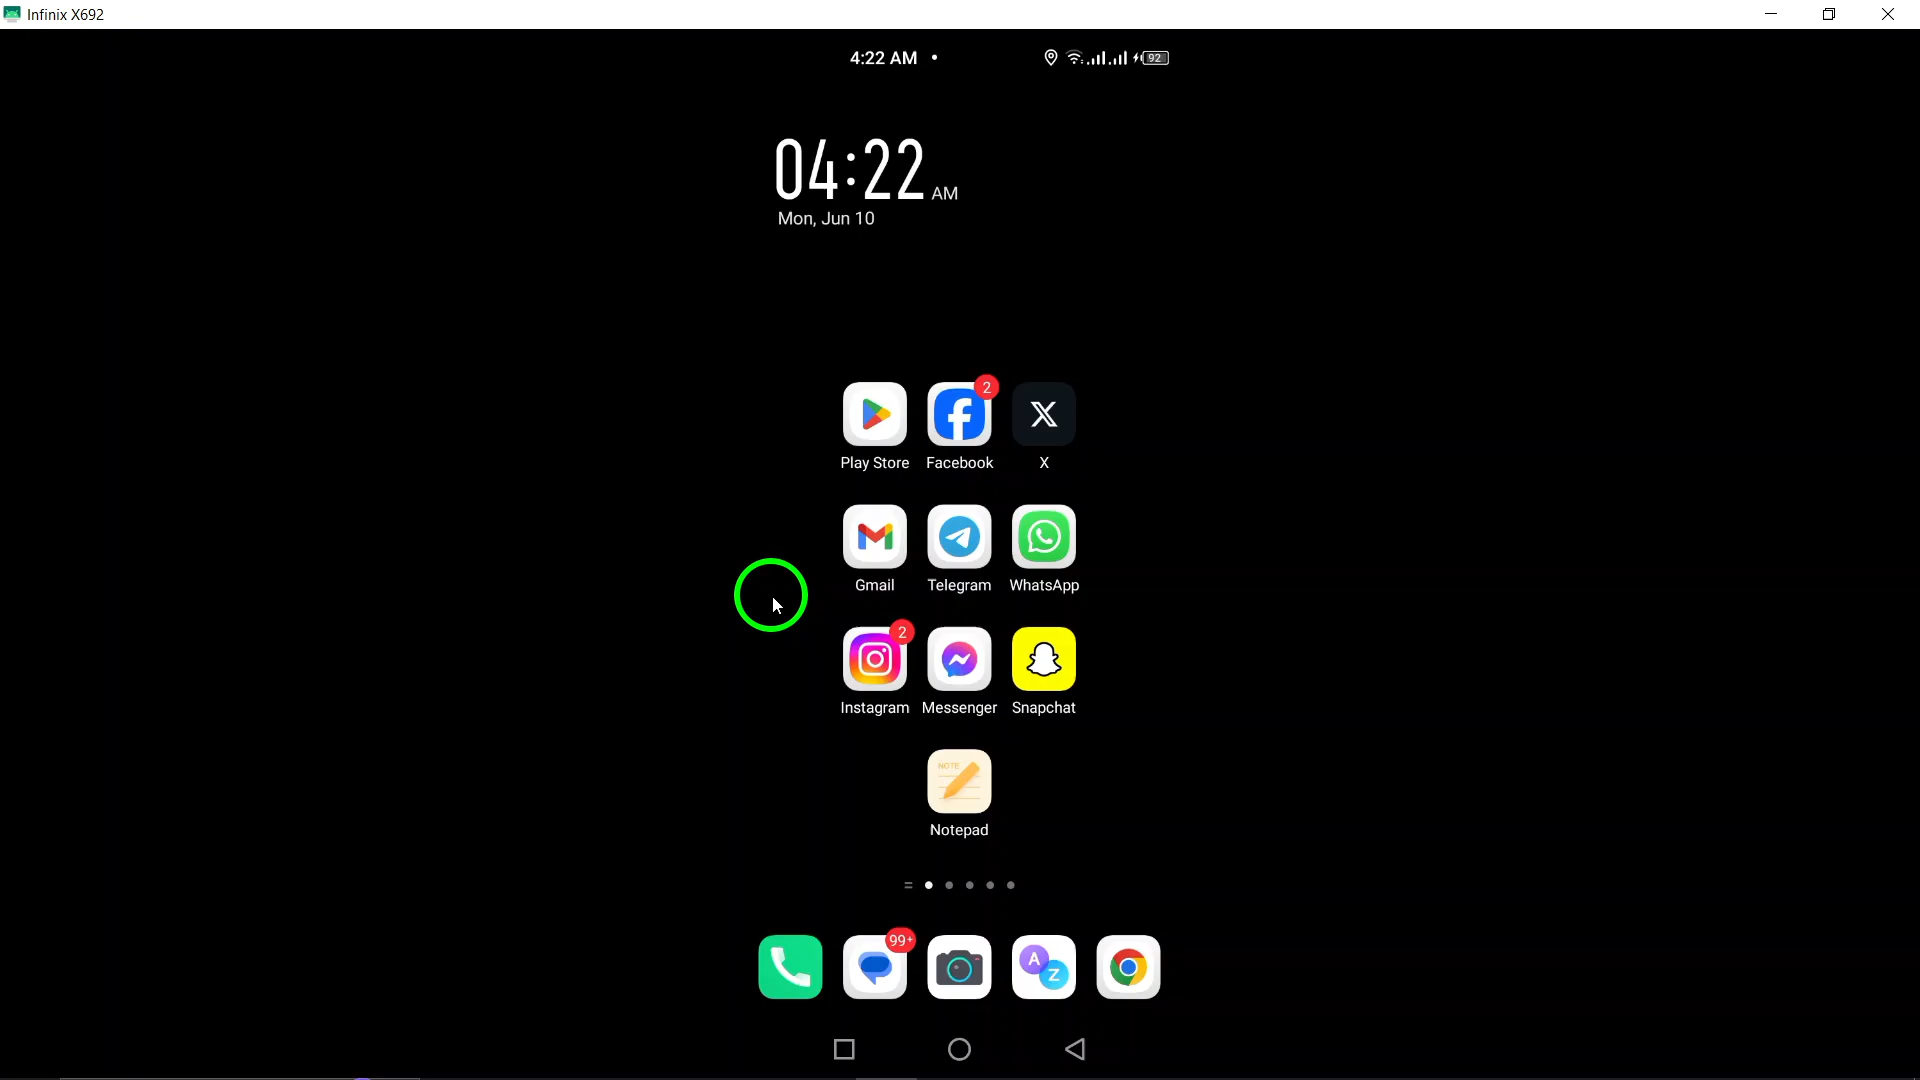 Infinix X692
4:22 AM
92
04:22 AM
Mon, Jun 10
2
Play Store Facebook X
Gmail Telegram WhatsApp
2
Instagram Messenger Snapchat
NOTE
Notepad
99+
A
Z